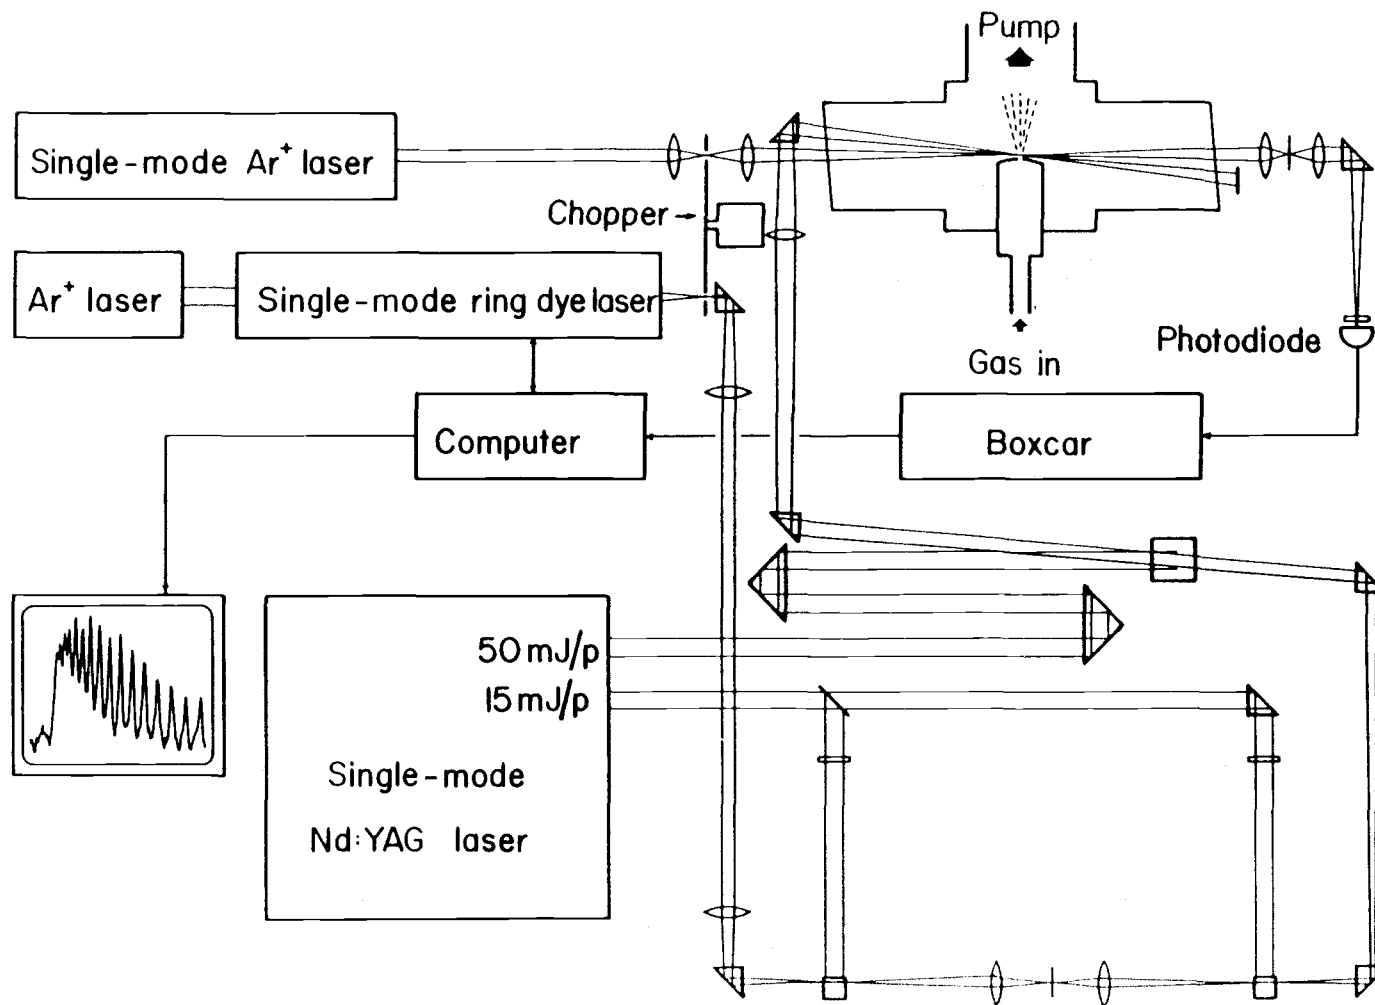 Pump
Single-mode Ar⁺ laser
Chopper
Ar⁺ laser
Single-mode ring dye laser
Photodiode
Gas in
Computer
Boxcar
50 mJ/p
15 mJ/p
Single-mode
Nd:YAG laser